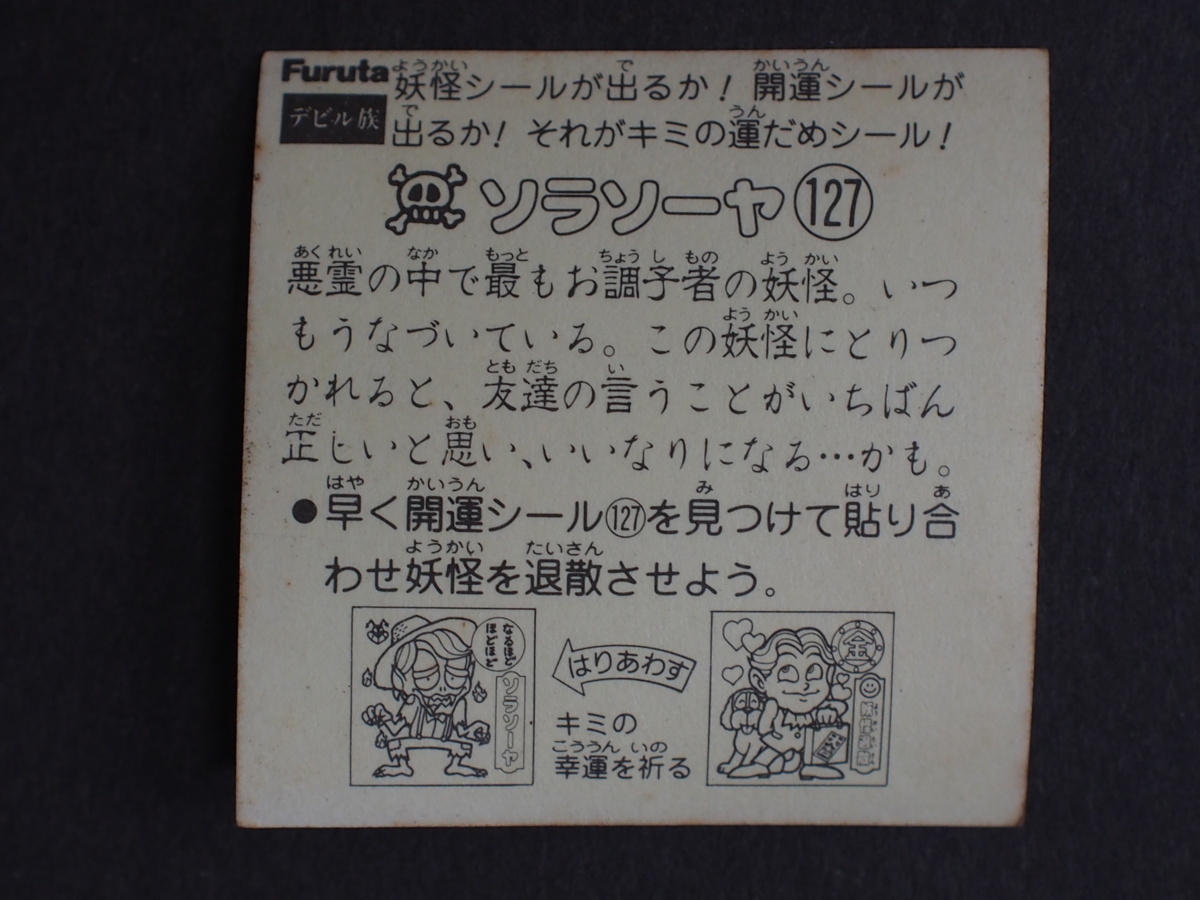 Furuta
デビル族
妖怪シールが出るか！ 開運シールが
出るか！ それがキミの運だめシール！
ソラソーヤ 127
悪霊の中で最もお調子者の妖怪。いつ
もうなづいている。この妖怪にとりつ
かれると、友達の言うことがいちばん
正しいと思い、いいなりになる…かも。
●早く開運シール127を見つけて貼り合
わせ妖怪を退散させよう。
なるほど
ほどほど
ソラソーヤ
はりあわす
キミの
幸運を祈る
金